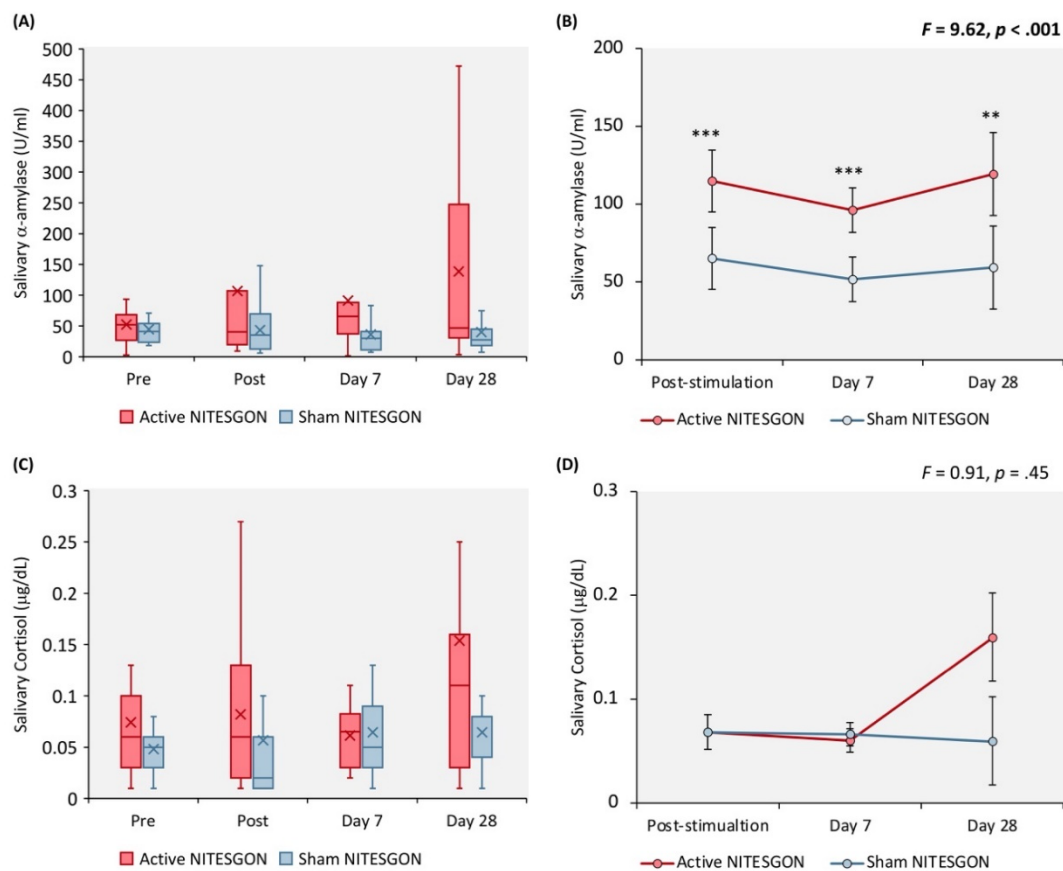 (A)
500
450
400
350
300
250
200
150
100
50
0
Salivary α-amylase (U/ml)
Pre Post Day 7 Day 28
Active NITESGON Sham NITESGON
(B)
F = 9.62, p < .001
200
150
100
50
0
Salivary α-amylase (U/ml)
***
***
**
Post-stimulation Day 7 Day 28
Active NITESGON Sham NITESGON
(C)
0.3
0.25
0.2
0.15
0.1
0.05
0
Salivary Cortisol (µg/dL)
Pre Post Day 7 Day 28
Active NITESGON Sham NITESGON
(D)
F = 0.91, p = .45
0.3
0.2
0.1
0
Salivary Cortisol (µg/dL)
Post-stimualtion Day 7 Day 28
Active NITESGON Sham NITESGON